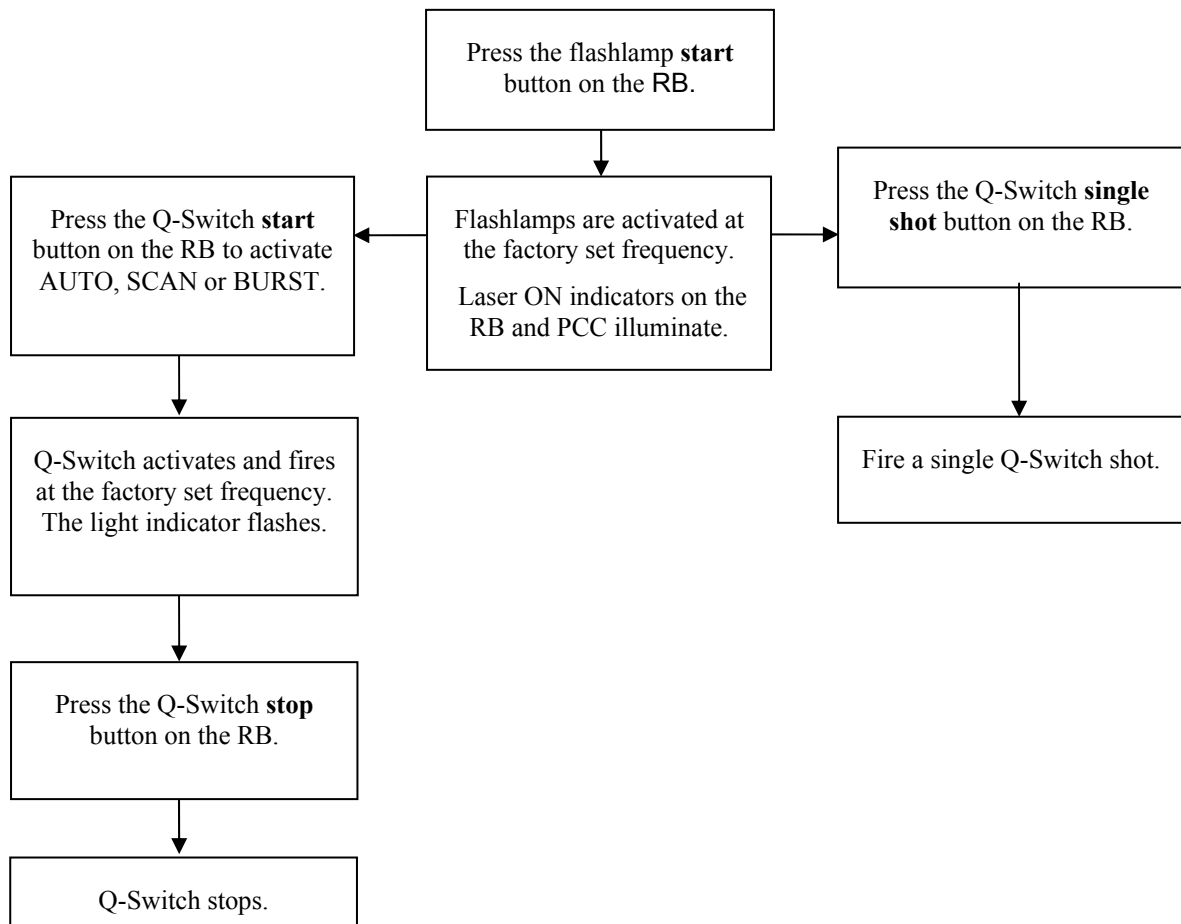 Press the flashlamp start
button on the RB.
Press the Q-Switch start
button on the RB to activate
AUTO, SCAN or BURST.
Flashlamps are activated at
the factory set frequency.
Laser ON indicators on the
RB and PCC illuminate.
Press the Q-Switch single
shot button on the RB.
Q-Switch activates and fires
at the factory set frequency.
The light indicator flashes.
Fire a single Q-Switch shot.
Press the Q-Switch stop
button on the RB.
Q-Switch stops.